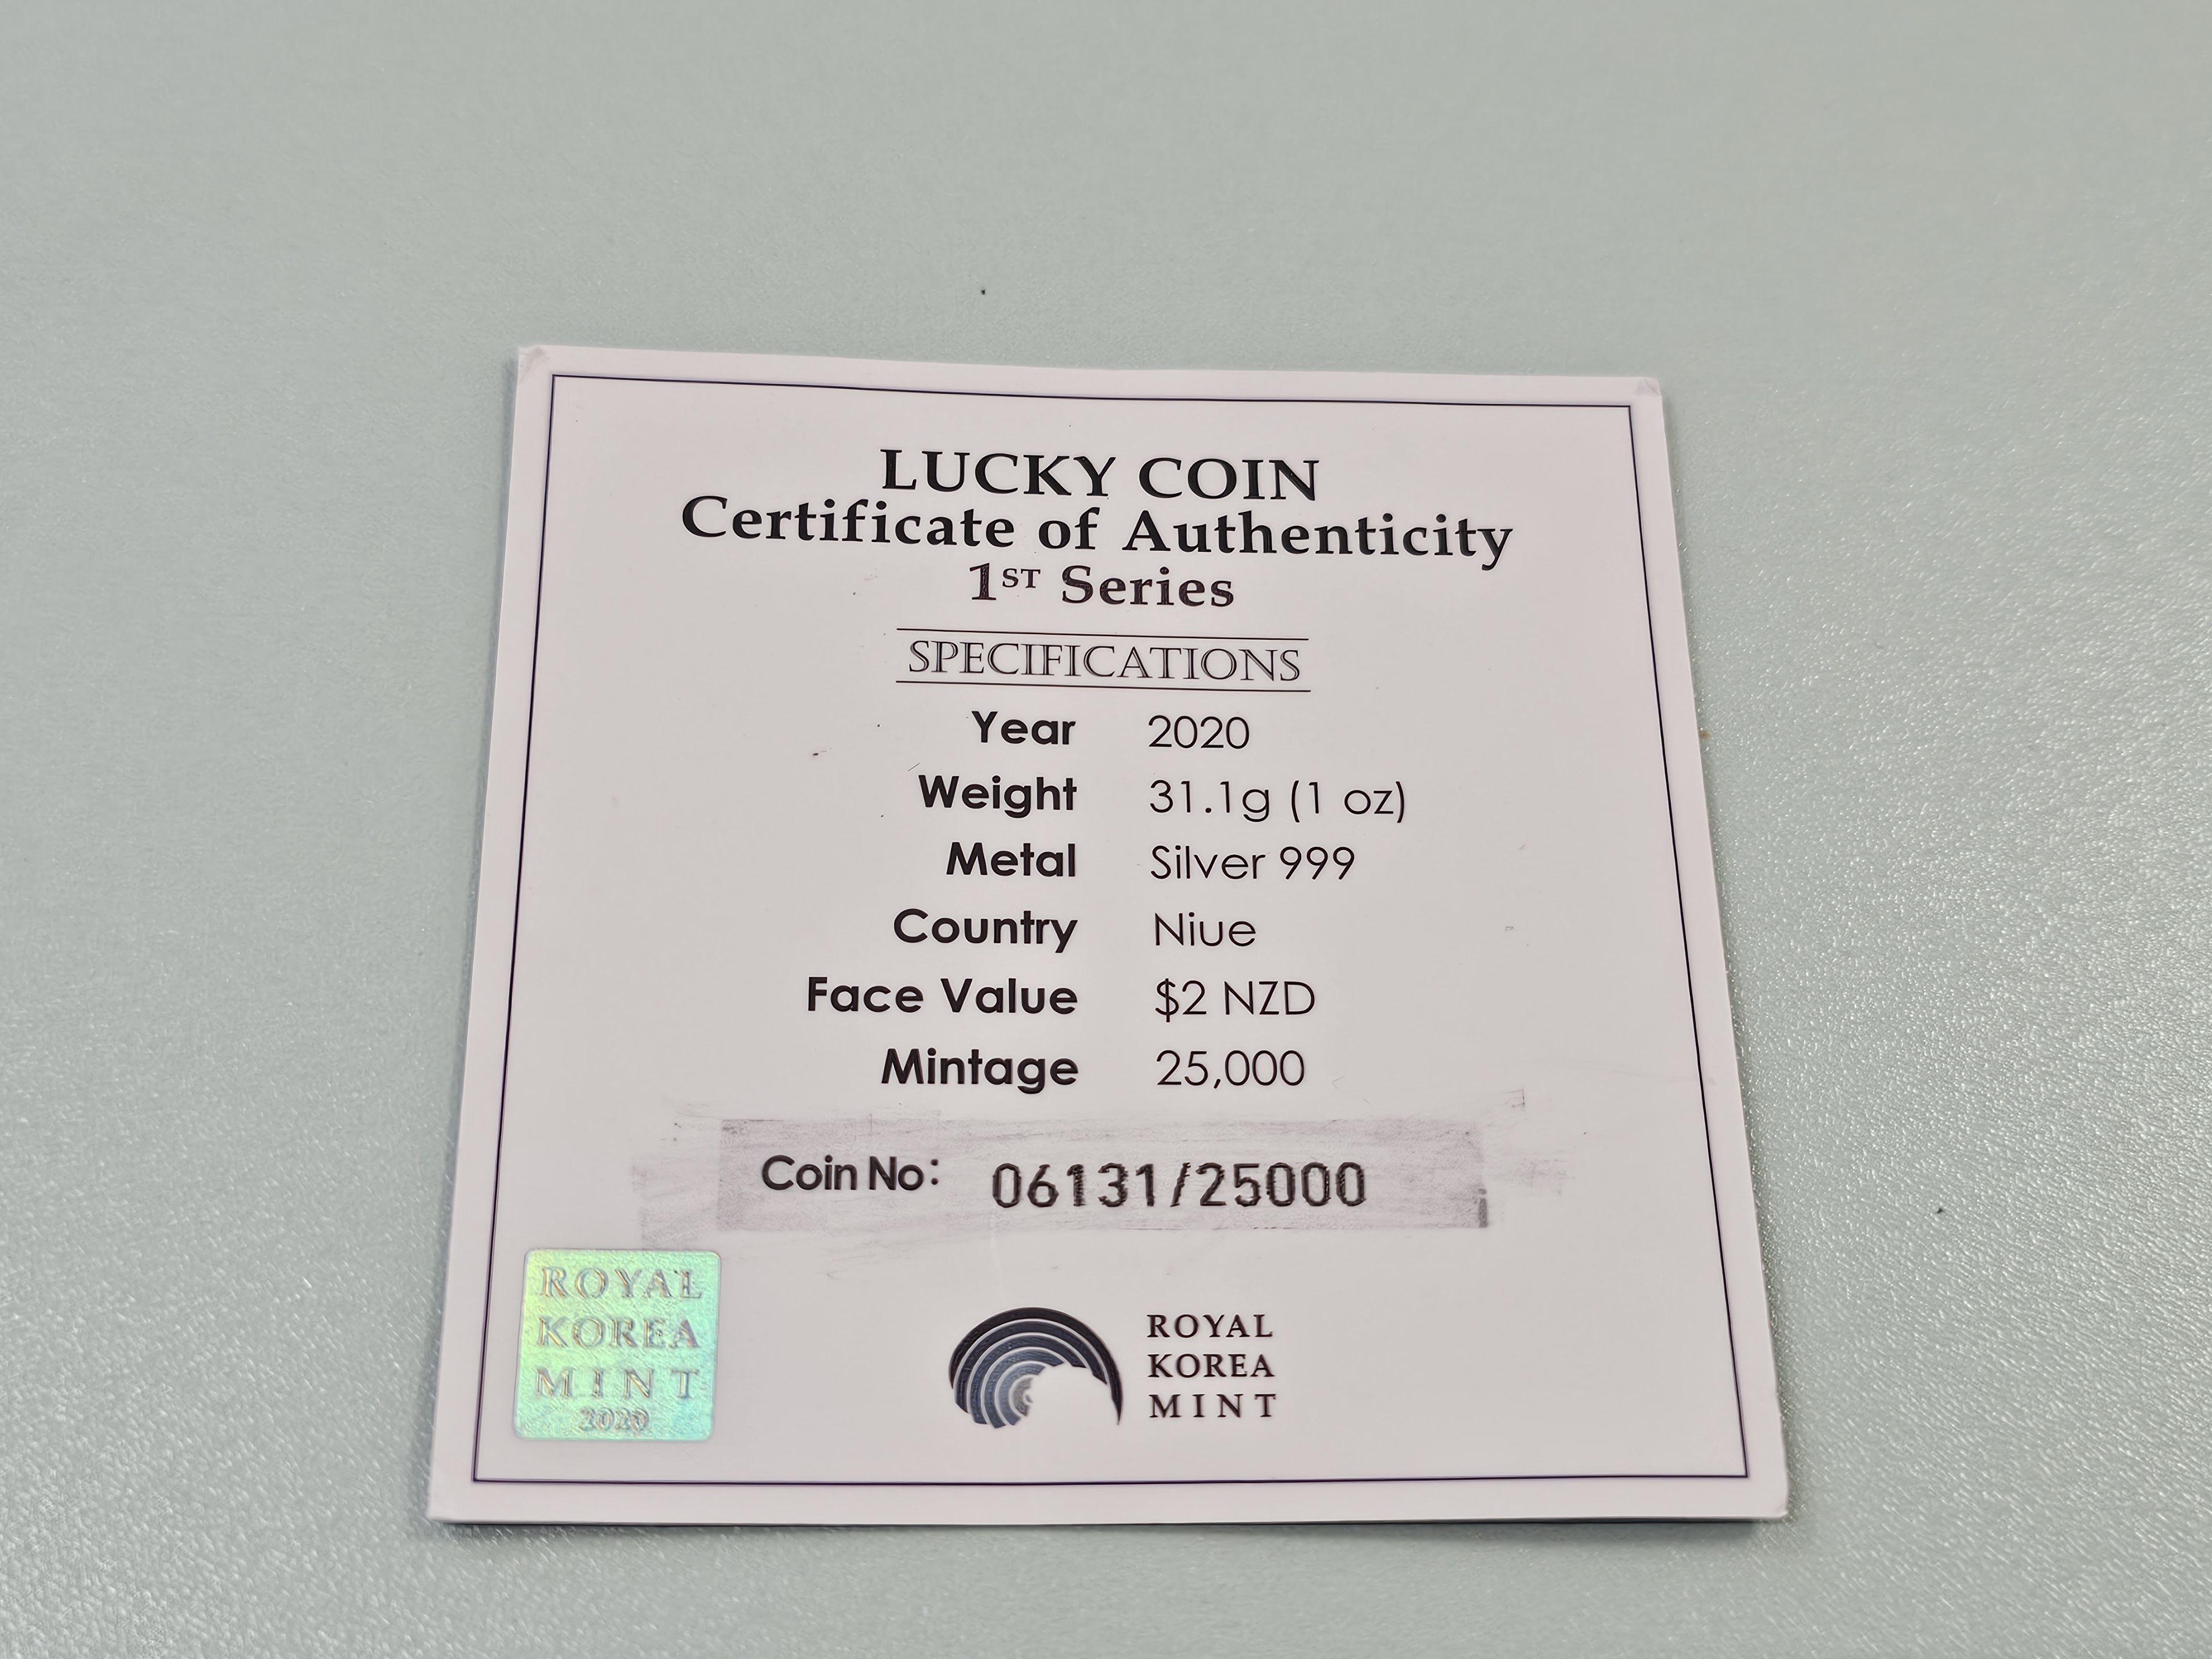 LUCKY COIN
Certificate of Authenticity
1ST Series
SPECIFICATIONS
Year 2020
Weight 31.1g (1 oz)
Metal Silver 999
Country Niue
Face Value $2 NZD
Mintage 25,000
Coin No: 06131/25000
ROYAL
KOREA
MINT
2020
ROYAL
KOREA
MINT